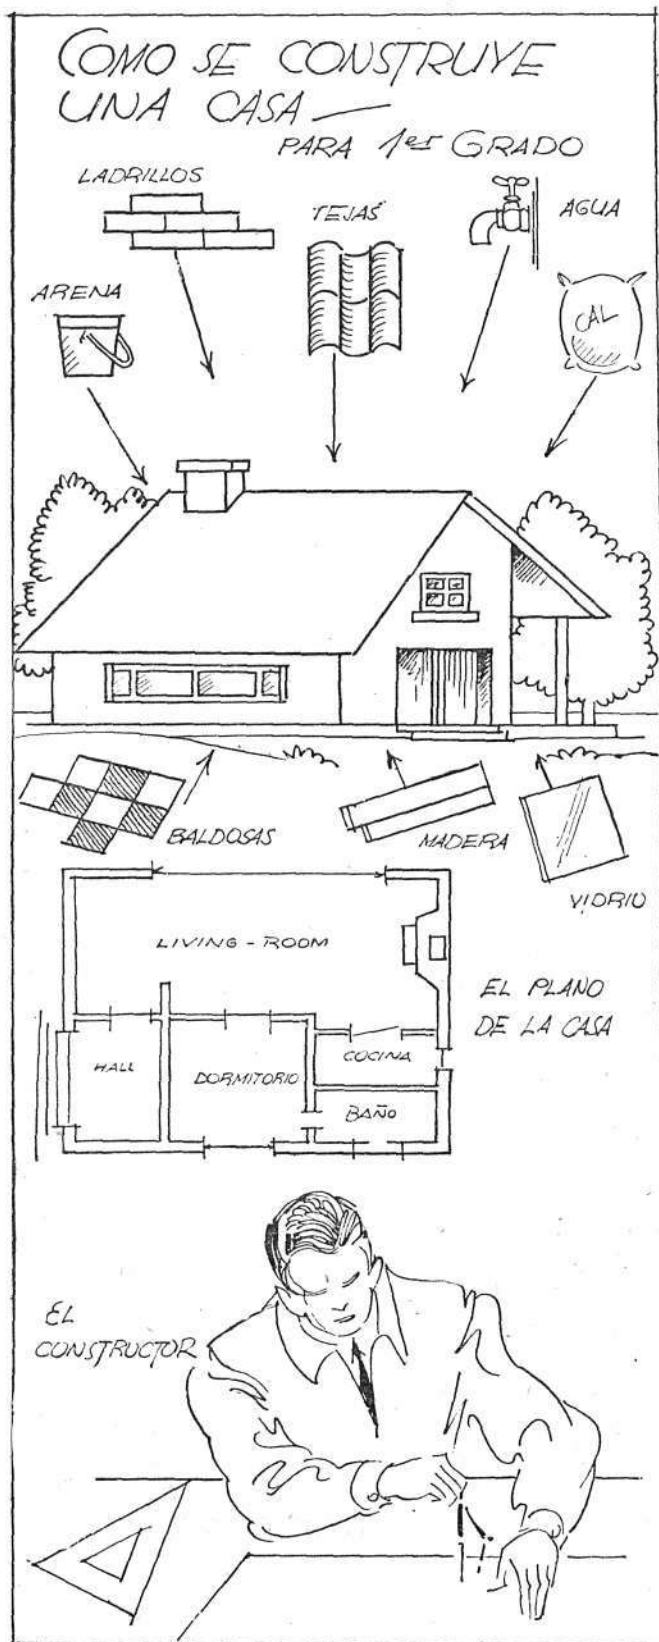 COMO SE CONSTRUYE
UNA CASA —
PARA 1er GRADO
LADRILLOS
TEJAS
AGUA
ARENA
CAL
BALDOSAS
MADERA
VIDRIO
LIVING - ROOM
EL PLANO
DE LA CASA
HALL
DORMITORIO
COCINA
BAÑO
EL
CONSTRUCTOR